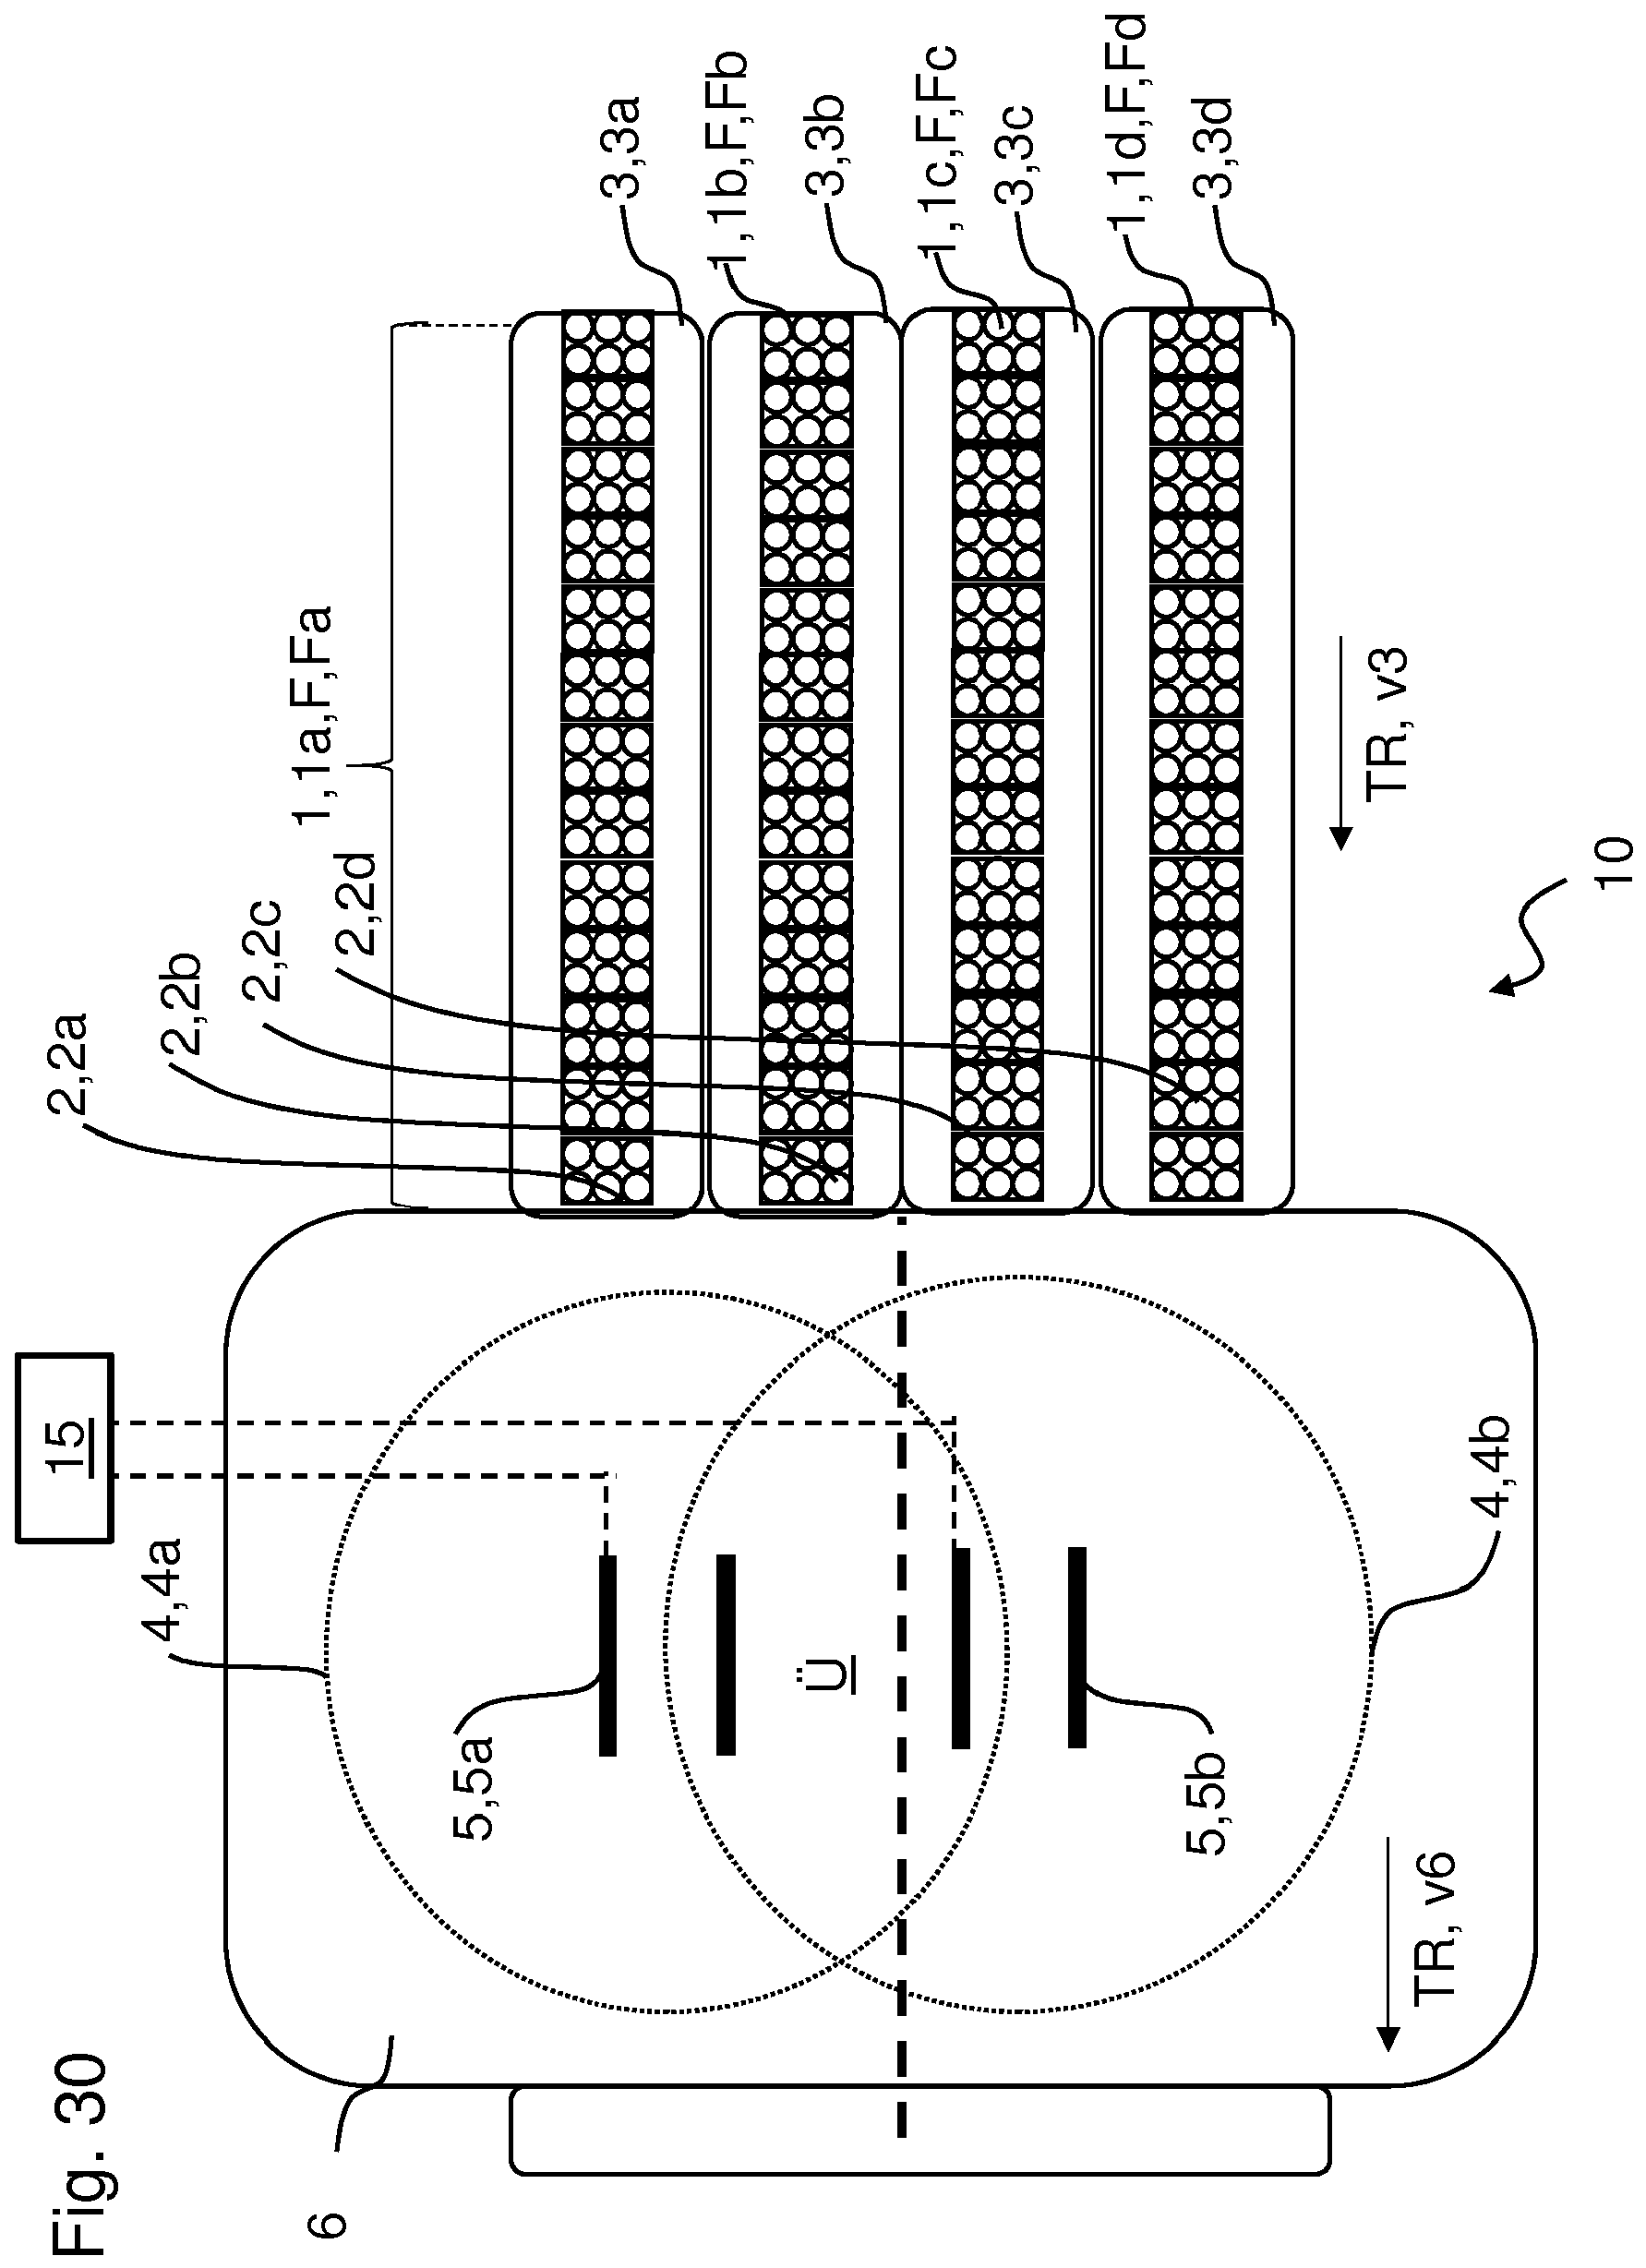 Fig. 30
6
4,4a
15
2,2a
2,2b
2,2c
2,2d
1,1a,F,Fa
3,3a
1,1b,F,Fb
3,3b
1,1c,F,Fc
3,3c
1,1d,F,Fd
3,3d
5,5a
Ü
5,5b
4,4b
TR, v3
TR, v6
10